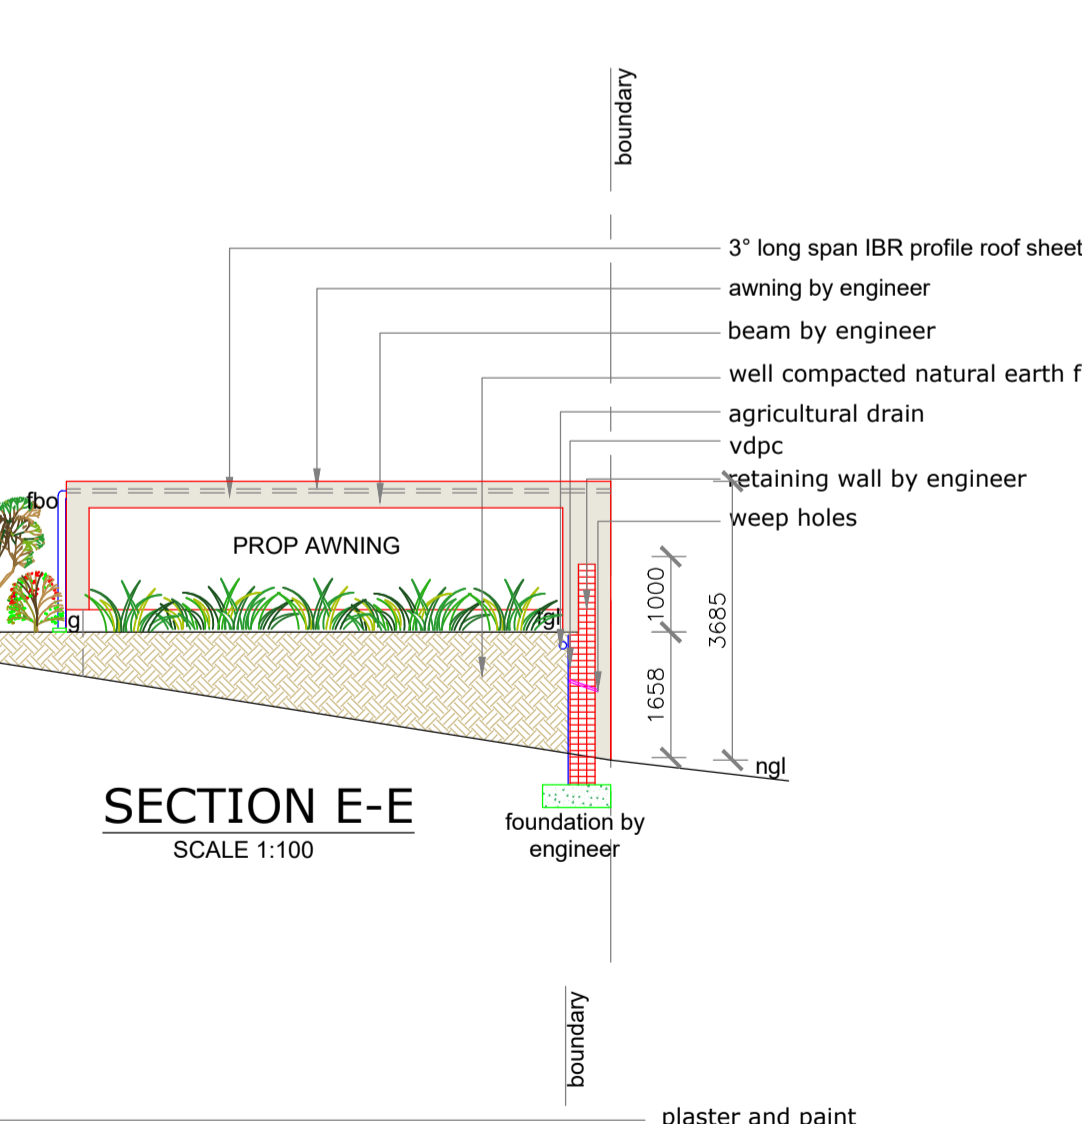 boundary
3° long span IBR profile roof sheet
awning by engineer
beam by engineer
well compacted natural earth f
agricultural drain
vdpc
retaining wall by engineer
weep holes
fbo
PROP AWNING
1000
3685
g
fgl
1658
ngl
SECTION E-E
SCALE 1:100
foundation by
engineer
boundary
plaster and paint